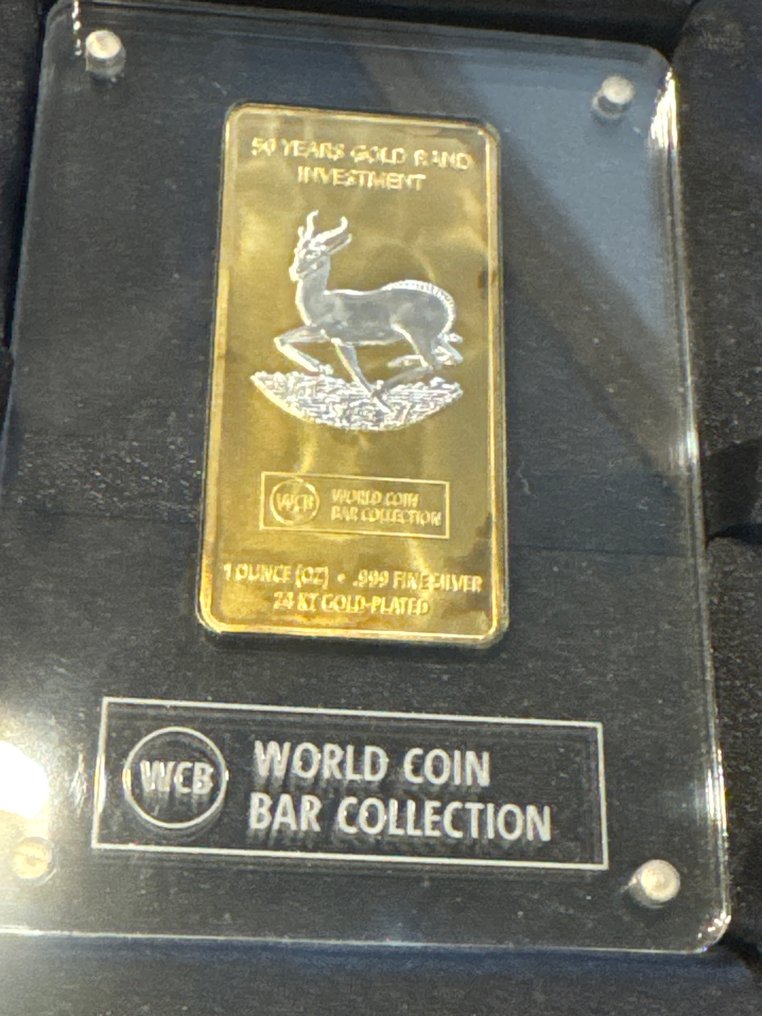 50 YEARS GOLD RAND
INVESTMENT
WCB
WORLD COIN
BAR COLLECTION
1 OUNCE (OZ) • .999 FINE SILVER
24 KT GOLD-PLATED
WCB
WORLD COIN
BAR COLLECTION